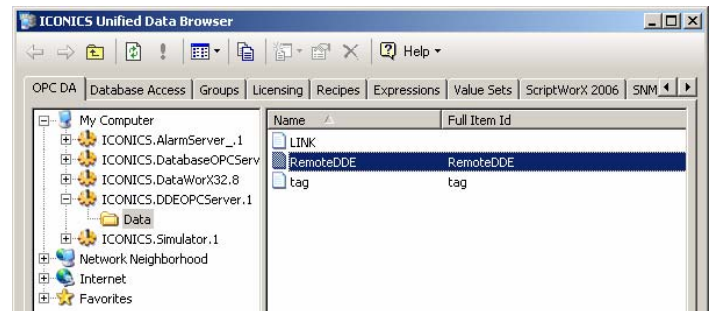 ICONICS Unified Data Browser
Help
OPC DA Database Access Groups Licensing Recipes Expressions Value Sets ScriptWorX 2006 SNM
My Computer
ICONICS.AlarmServer_.1
ICONICS.DatabaseOPCServ
ICONICS.DataWorX32.8
ICONICS.DDEOPCServer.1
Data
ICONICS.Simulator.1
Network Neighborhood
Internet
Favorites
Name Full Item Id
LINK
RemoteDDE RemoteDDE
tag tag